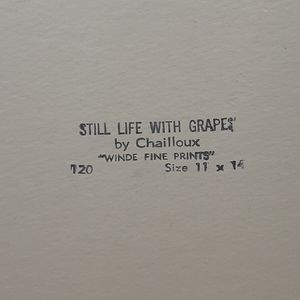 STILL LIFE WITH GRAPES
by Chailloux
"WINDE FINE PRINTS"
120 Size 11 x 14